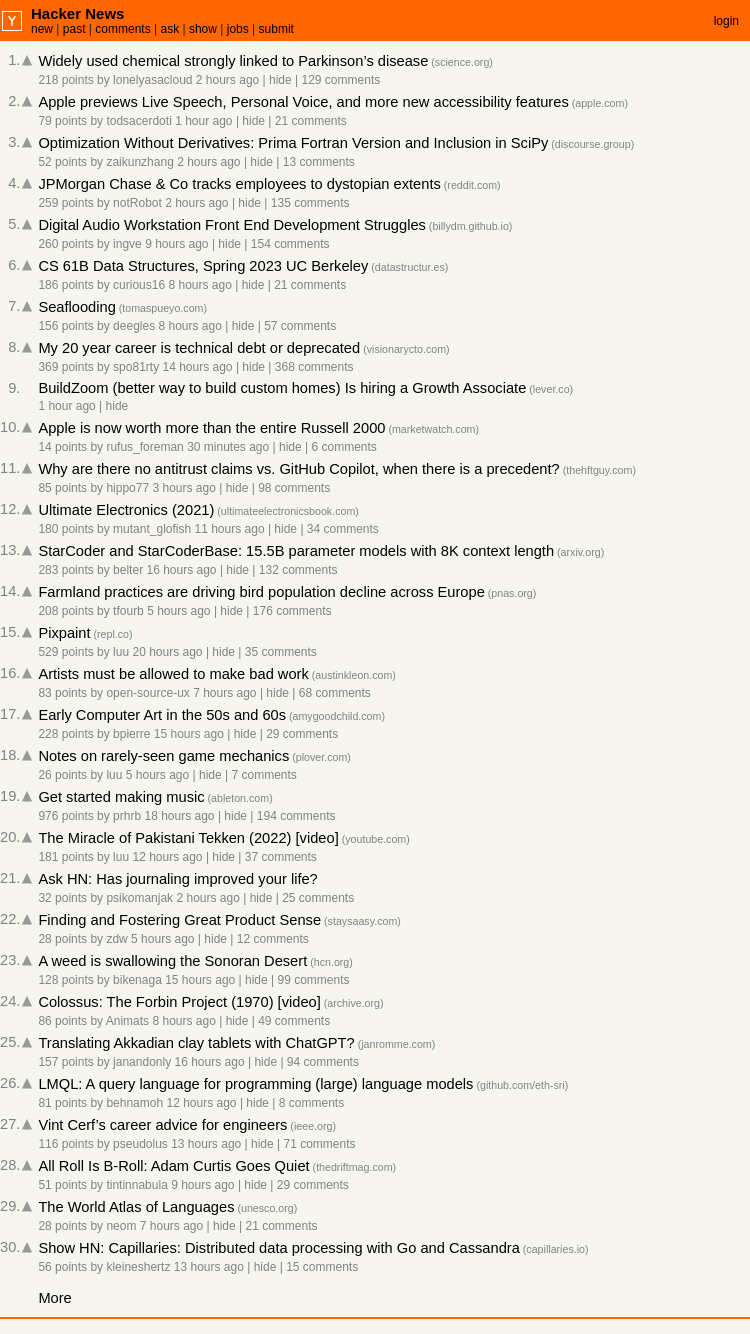 Y
Hacker News
new | past | comments | ask | show | jobs | submit
login
1. Widely used chemical strongly linked to Parkinson’s disease (science.org)
218 points by lonelyasacloud 2 hours ago | hide | 129 comments
2. Apple previews Live Speech, Personal Voice, and more new accessibility features (apple.com)
79 points by todsacerdoti 1 hour ago | hide | 21 comments
3. Optimization Without Derivatives: Prima Fortran Version and Inclusion in SciPy (discourse.group)
52 points by zaikunzhang 2 hours ago | hide | 13 comments
4. JPMorgan Chase & Co tracks employees to dystopian extents (reddit.com)
259 points by notRobot 2 hours ago | hide | 135 comments
5. Digital Audio Workstation Front End Development Struggles (billydm.github.io)
260 points by ingve 9 hours ago | hide | 154 comments
6. CS 61B Data Structures, Spring 2023 UC Berkeley (datastructur.es)
186 points by curious16 8 hours ago | hide | 21 comments
7. Seaflooding (tomaspueyo.com)
156 points by deegles 8 hours ago | hide | 57 comments
8. My 20 year career is technical debt or deprecated (visionarycto.com)
369 points by spo81rty 14 hours ago | hide | 368 comments
9. BuildZoom (better way to build custom homes) Is hiring a Growth Associate (lever.co)
1 hour ago | hide
10. Apple is now worth more than the entire Russell 2000 (marketwatch.com)
14 points by rufus_foreman 30 minutes ago | hide | 6 comments
11. Why are there no antitrust claims vs. GitHub Copilot, when there is a precedent? (thehftguy.com)
85 points by hippo77 3 hours ago | hide | 98 comments
12. Ultimate Electronics (2021) (ultimateelectronicsbook.com)
180 points by mutant_glofish 11 hours ago | hide | 34 comments
13. StarCoder and StarCoderBase: 15.5B parameter models with 8K context length (arxiv.org)
283 points by belter 16 hours ago | hide | 132 comments
14. Farmland practices are driving bird population decline across Europe (pnas.org)
208 points by tfourb 5 hours ago | hide | 176 comments
15. Pixpaint (repl.co)
529 points by luu 20 hours ago | hide | 35 comments
16. Artists must be allowed to make bad work (austinkleon.com)
83 points by open-source-ux 7 hours ago | hide | 68 comments
17. Early Computer Art in the 50s and 60s (amygoodchild.com)
228 points by bpierre 15 hours ago | hide | 29 comments
18. Notes on rarely-seen game mechanics (plover.com)
26 points by luu 5 hours ago | hide | 7 comments
19. Get started making music (ableton.com)
976 points by prhrb 18 hours ago | hide | 194 comments
20. The Miracle of Pakistani Tekken (2022) [video] (youtube.com)
181 points by luu 12 hours ago | hide | 37 comments
21. Ask HN: Has journaling improved your life?
32 points by psikomanjak 2 hours ago | hide | 25 comments
22. Finding and Fostering Great Product Sense (staysaasy.com)
28 points by zdw 5 hours ago | hide | 12 comments
23. A weed is swallowing the Sonoran Desert (hcn.org)
128 points by bikenaga 15 hours ago | hide | 99 comments
24. Colossus: The Forbin Project (1970) [video] (archive.org)
86 points by Animats 8 hours ago | hide | 49 comments
25. Translating Akkadian clay tablets with ChatGPT? (janromme.com)
157 points by janandonly 16 hours ago | hide | 94 comments
26. LMQL: A query language for programming (large) language models (github.com/eth-sri)
81 points by behnamoh 12 hours ago | hide | 8 comments
27. Vint Cerf’s career advice for engineers (ieee.org)
116 points by pseudolus 13 hours ago | hide | 71 comments
28. All Roll Is B-Roll: Adam Curtis Goes Quiet (thedriftmag.com)
51 points by tintinnabula 9 hours ago | hide | 29 comments
29. The World Atlas of Languages (unesco.org)
28 points by neom 7 hours ago | hide | 21 comments
30. Show HN: Capillaries: Distributed data processing with Go and Cassandra (capillaries.io)
56 points by kleineshertz 13 hours ago | hide | 15 comments
More